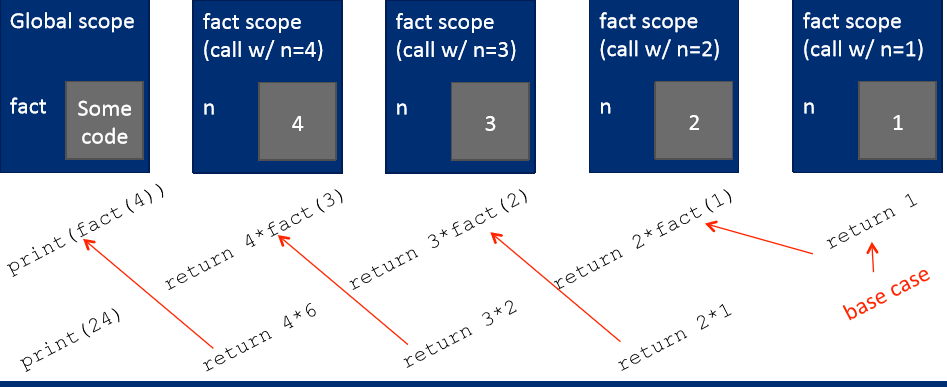 Global scope
fact
Some
code
fact scope
(call w/ n=4)
n
4
fact scope
(call w/ n=3)
n
3
fact scope
(call w/ n=2)
n
2
fact scope
(call w/ n=1)
n
1
print(fact(4))
return 4*fact(3)
return 3*fact(2)
return 2*fact(1)
return 1
base case
print(24)
return 4*6
return 3*2
return 2*1